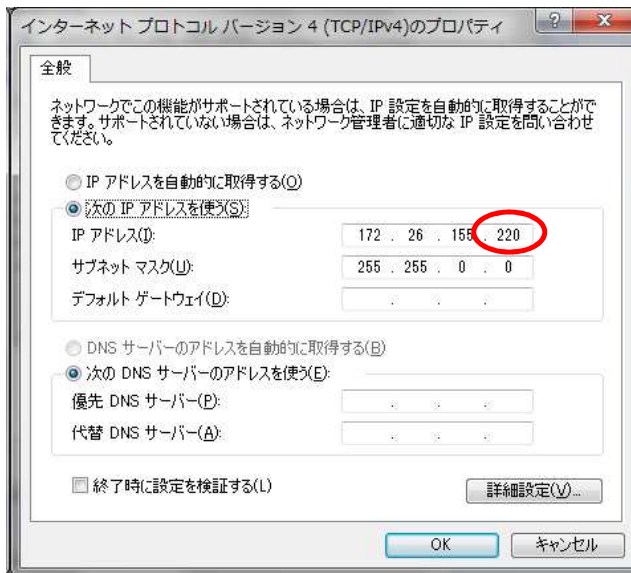 インターネット プロトコル バージョン 4 (TCP/IPv4)のプロパティ
全般
ネットワークでこの機能がサポートされている場合は、IP 設定を自動的に取得することがで
きます。サポートされていない場合は、ネットワーク管理者に適切な IP 設定を問い合わせ
てください。
IP アドレスを自動的に取得する(O)
次の IP アドレスを使う(S):
IP アドレス(I): 172 . 26 . 155 . 220
サブネット マスク(U): 255 . 255 . 0 . 0
デフォルト ゲートウェイ(D): . . .
DNS サーバーのアドレスを自動的に取得する(B)
次の DNS サーバーのアドレスを使う(E):
優先 DNS サーバー(P): . . .
代替 DNS サーバー(A): . . .
終了時に設定を検証する(L)
詳細設定(V)...
OK キャンセル